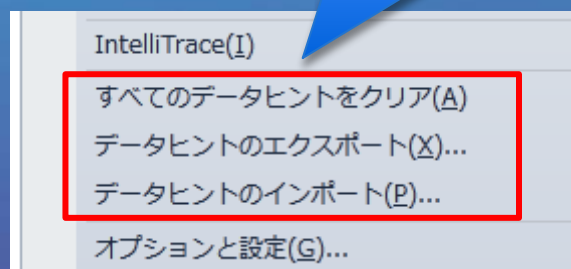 IntelliTrace(I)
すべてのデータヒントをクリア(A)
データヒントのエクスポート(X)...
データヒントのインポート(P)...
オプションと設定(G)...